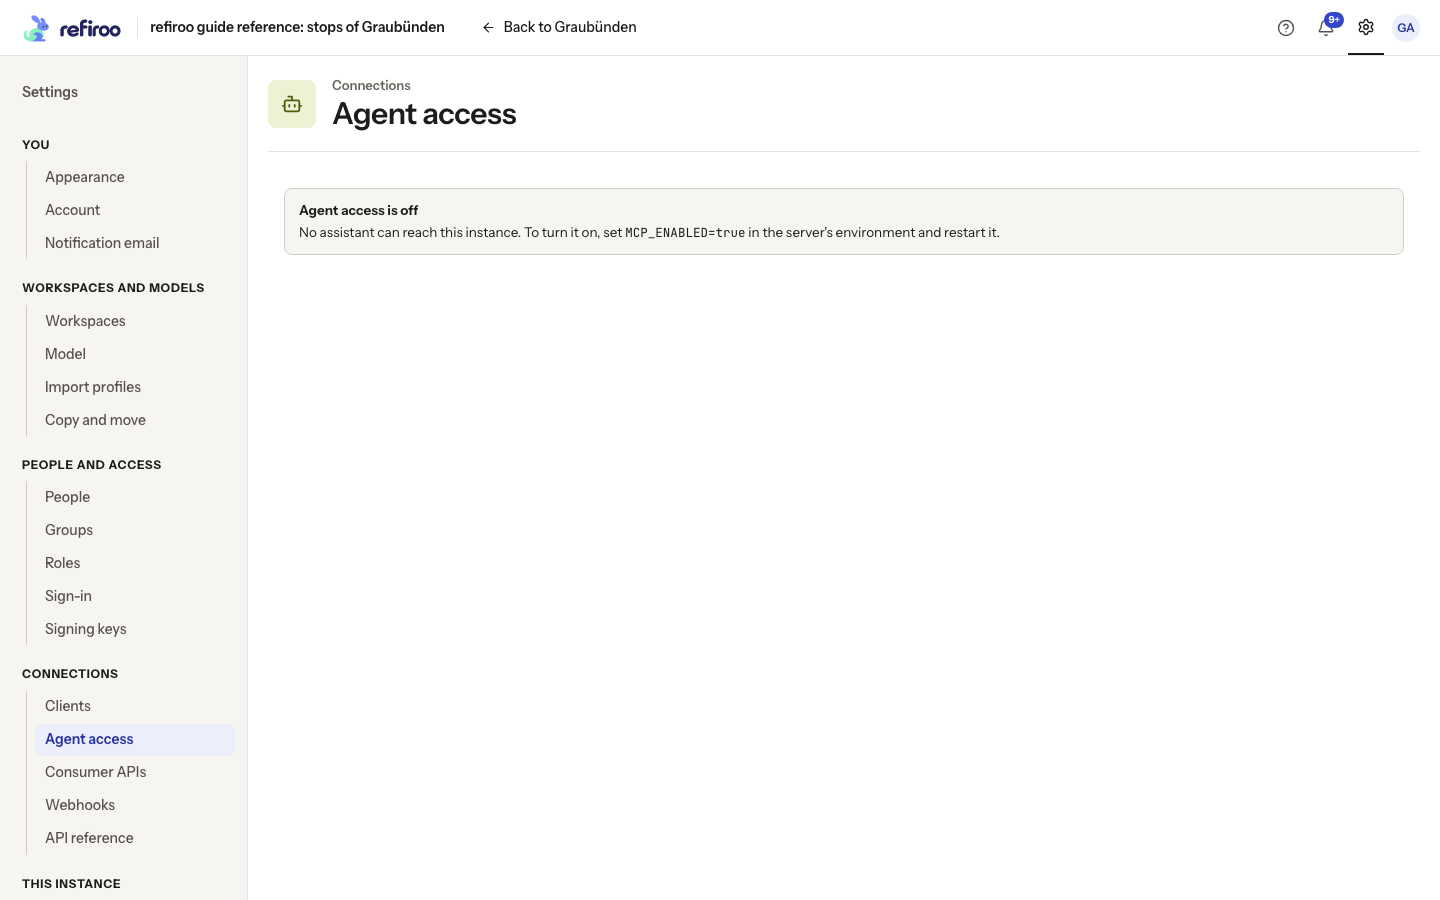 refiroo
refiroo guide reference: stops of Graubünden
Back to Graubünden
9+
GA
Settings
YOU
Appearance
Account
Notification email
WORKSPACES AND MODELS
Workspaces
Model
Import profiles
Copy and move
PEOPLE AND ACCESS
People
Groups
Roles
Sign-in
Signing keys
CONNECTIONS
Clients
Agent access
Consumer APIs
Webhooks
API reference
THIS INSTANCE
Connections
Agent access
Agent access is off
No assistant can reach this instance. To turn it on, set MCP_ENABLED=true in the server's environment and restart it.